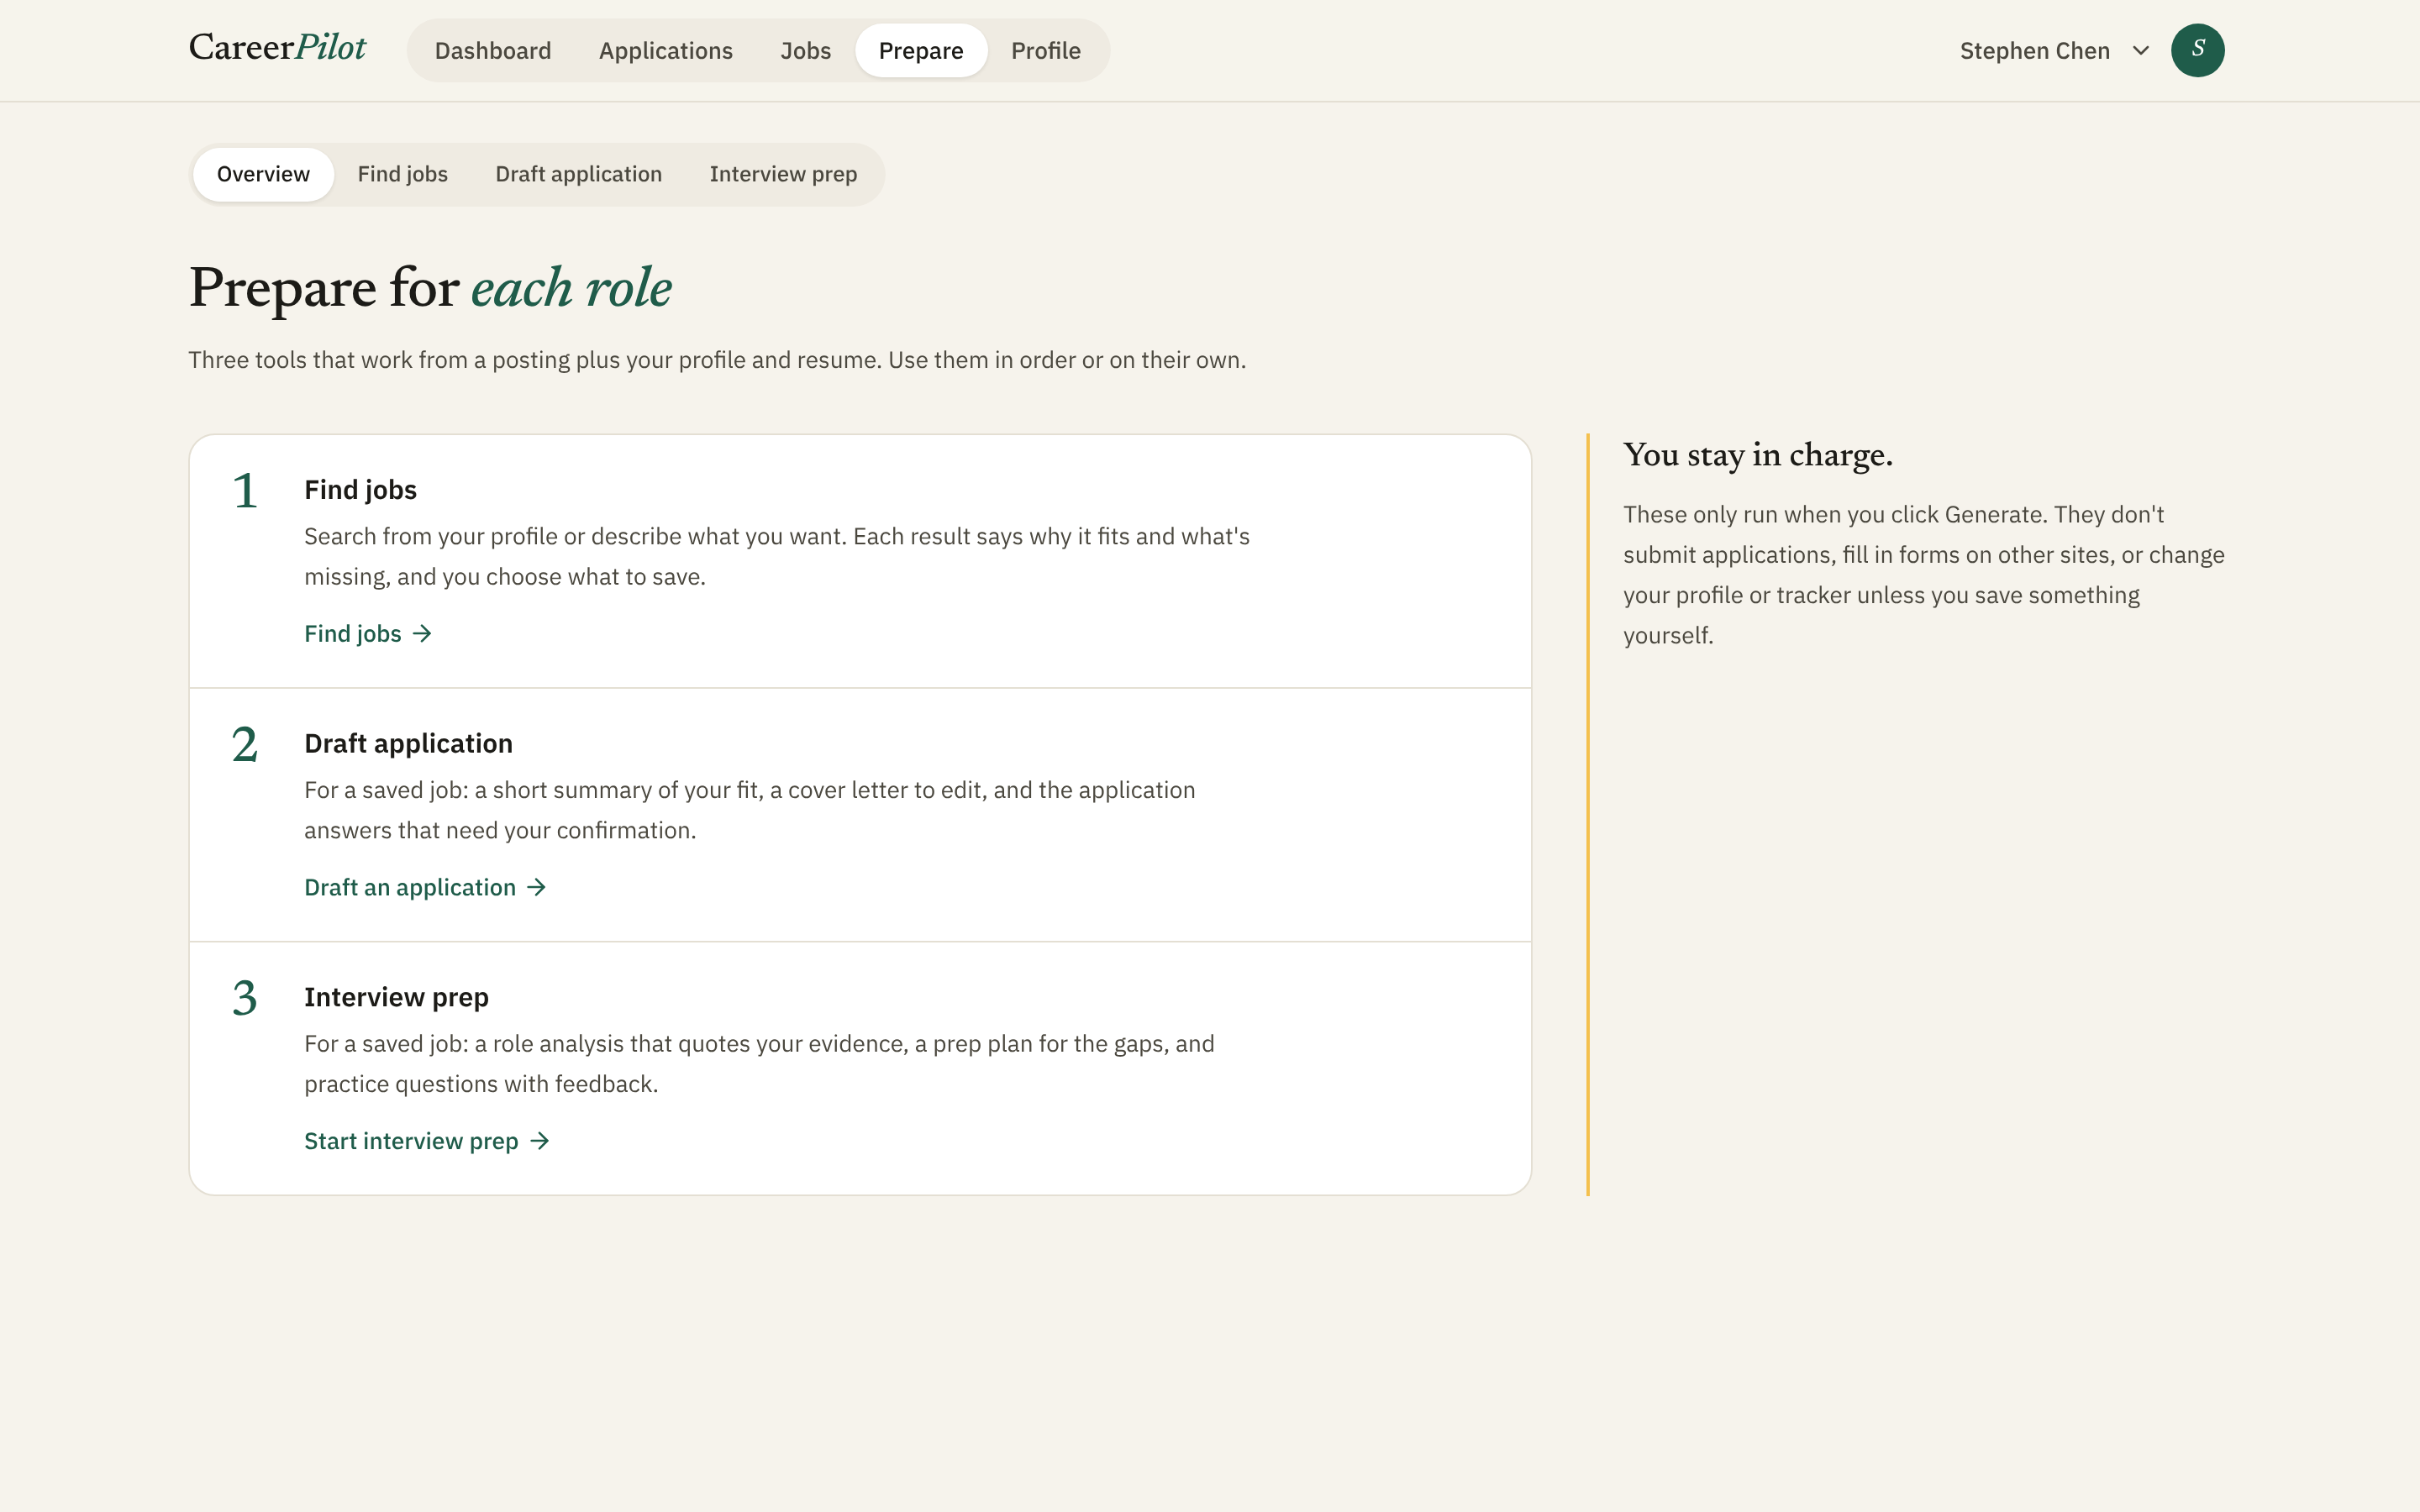 CareerPilot
Dashboard
Applications
Jobs
Prepare
Profile
Stephen Chen
S
Overview
Find jobs
Draft application
Interview prep
Prepare for each role
Three tools that work from a posting plus your profile and resume. Use them in order or on their own.
1
Find jobs
Search from your profile or describe what you want. Each result says why it fits and what's
missing, and you choose what to save.
Find jobs →
2
Draft application
For a saved job: a short summary of your fit, a cover letter to edit, and the application
answers that need your confirmation.
Draft an application →
3
Interview prep
For a saved job: a role analysis that quotes your evidence, a prep plan for the gaps, and
practice questions with feedback.
Start interview prep →
You stay in charge.
These only run when you click Generate. They don't
submit applications, fill in forms on other sites, or change
your profile or tracker unless you save something
yourself.